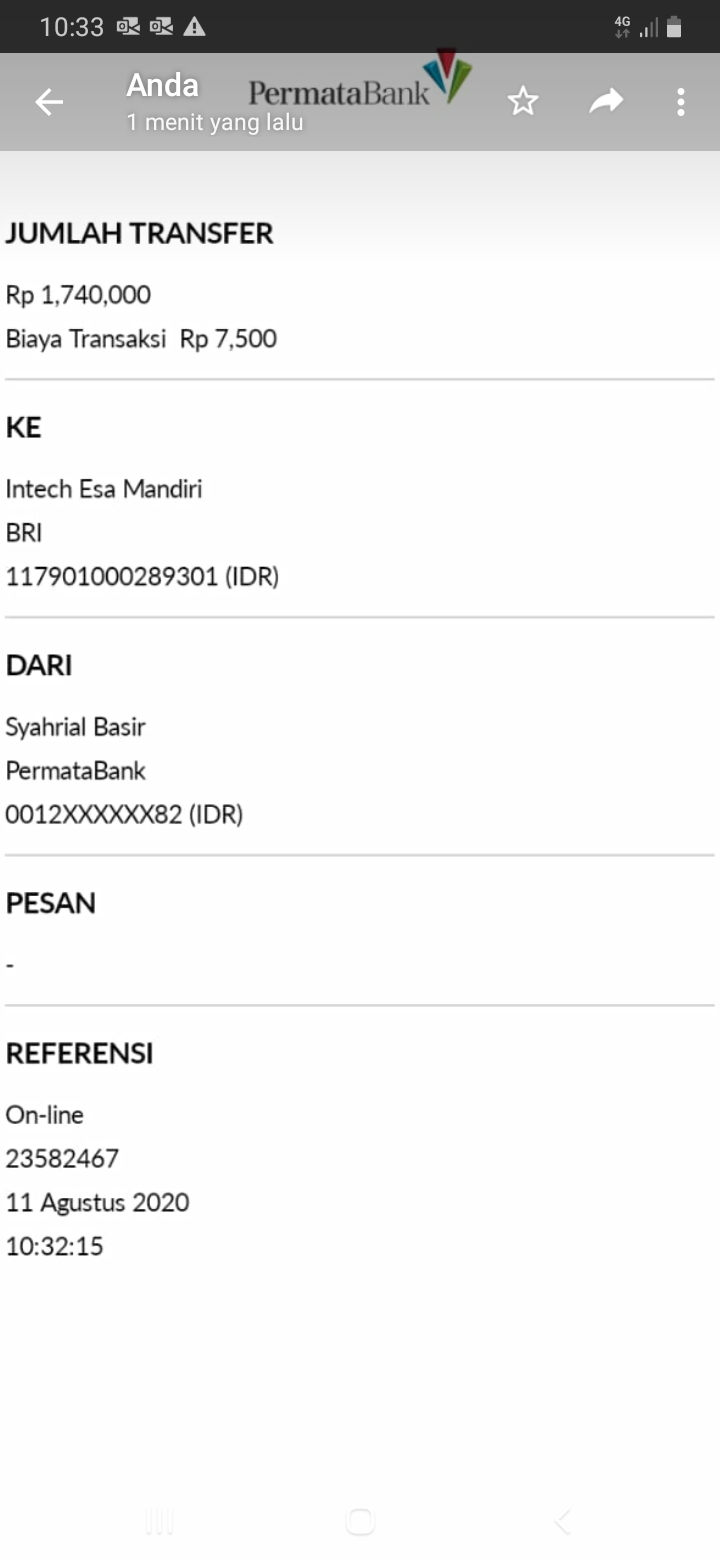 10:33
4G
Anda
PermataBank
1 menit yang lalu
JUMLAH TRANSFER
Rp 1,740,000
Biaya Transaksi Rp 7,500
KE
Intech Esa Mandiri
BRI
117901000289301 (IDR)
DARI
Syahrial Basir
PermataBank
0012XXXXXX82 (IDR)
PESAN
-
REFERENSI
On-line
23582467
11 Agustus 2020
10:32:15